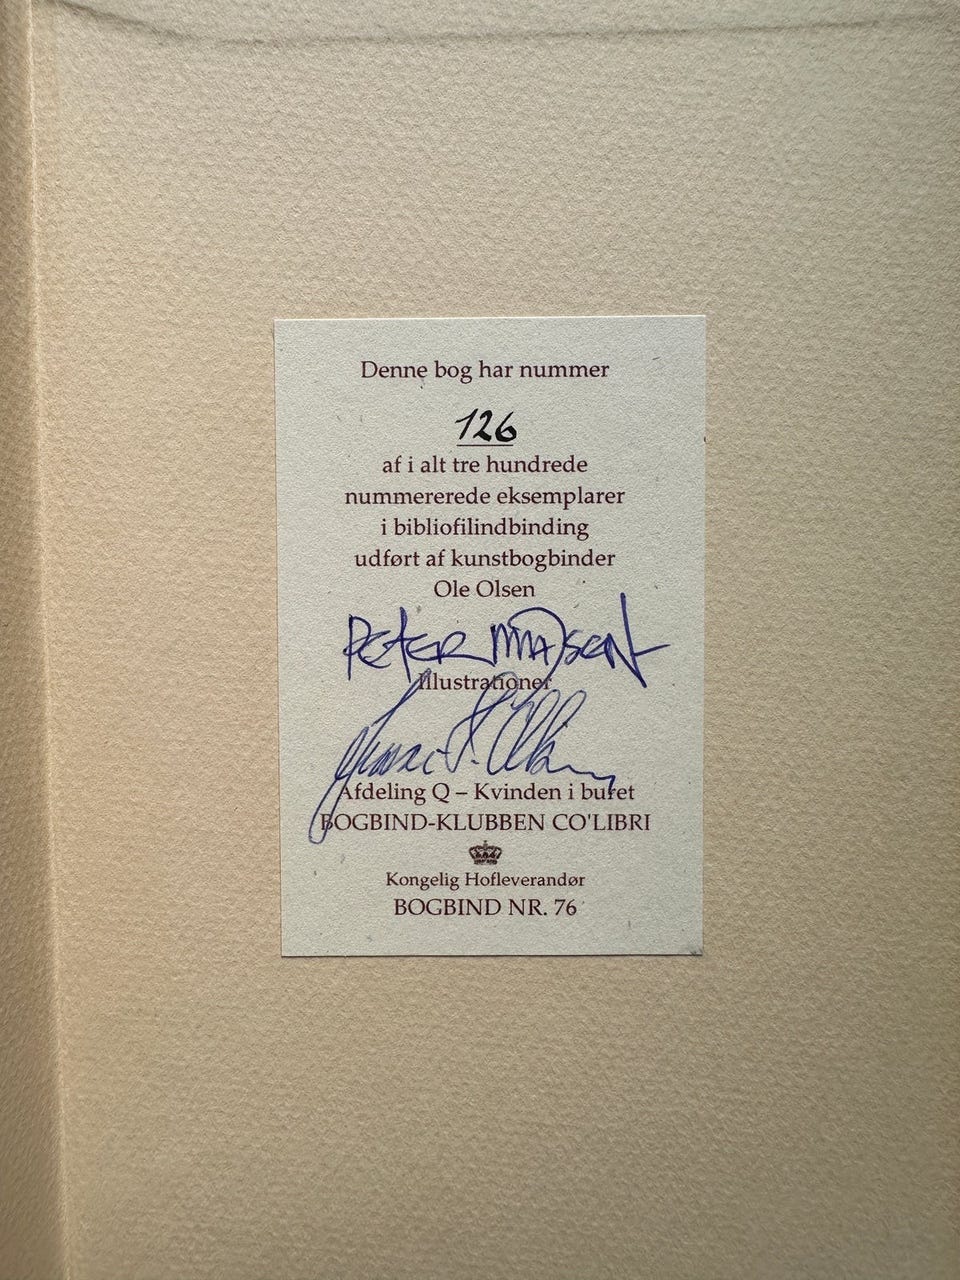 Denne bog har nummer
126
af i alt tre hundrede
nummererede eksemplarer
i bibliofilindbinding
udført af kunstbogbinder
Ole Olsen
PETER MADSEN
Illustrationer
Afdeling Q – Kvinden i buret
BOGBIND-KLUBBEN CO'LIBRI
Kongelig Hofleverandør
BOGBIND NR. 76